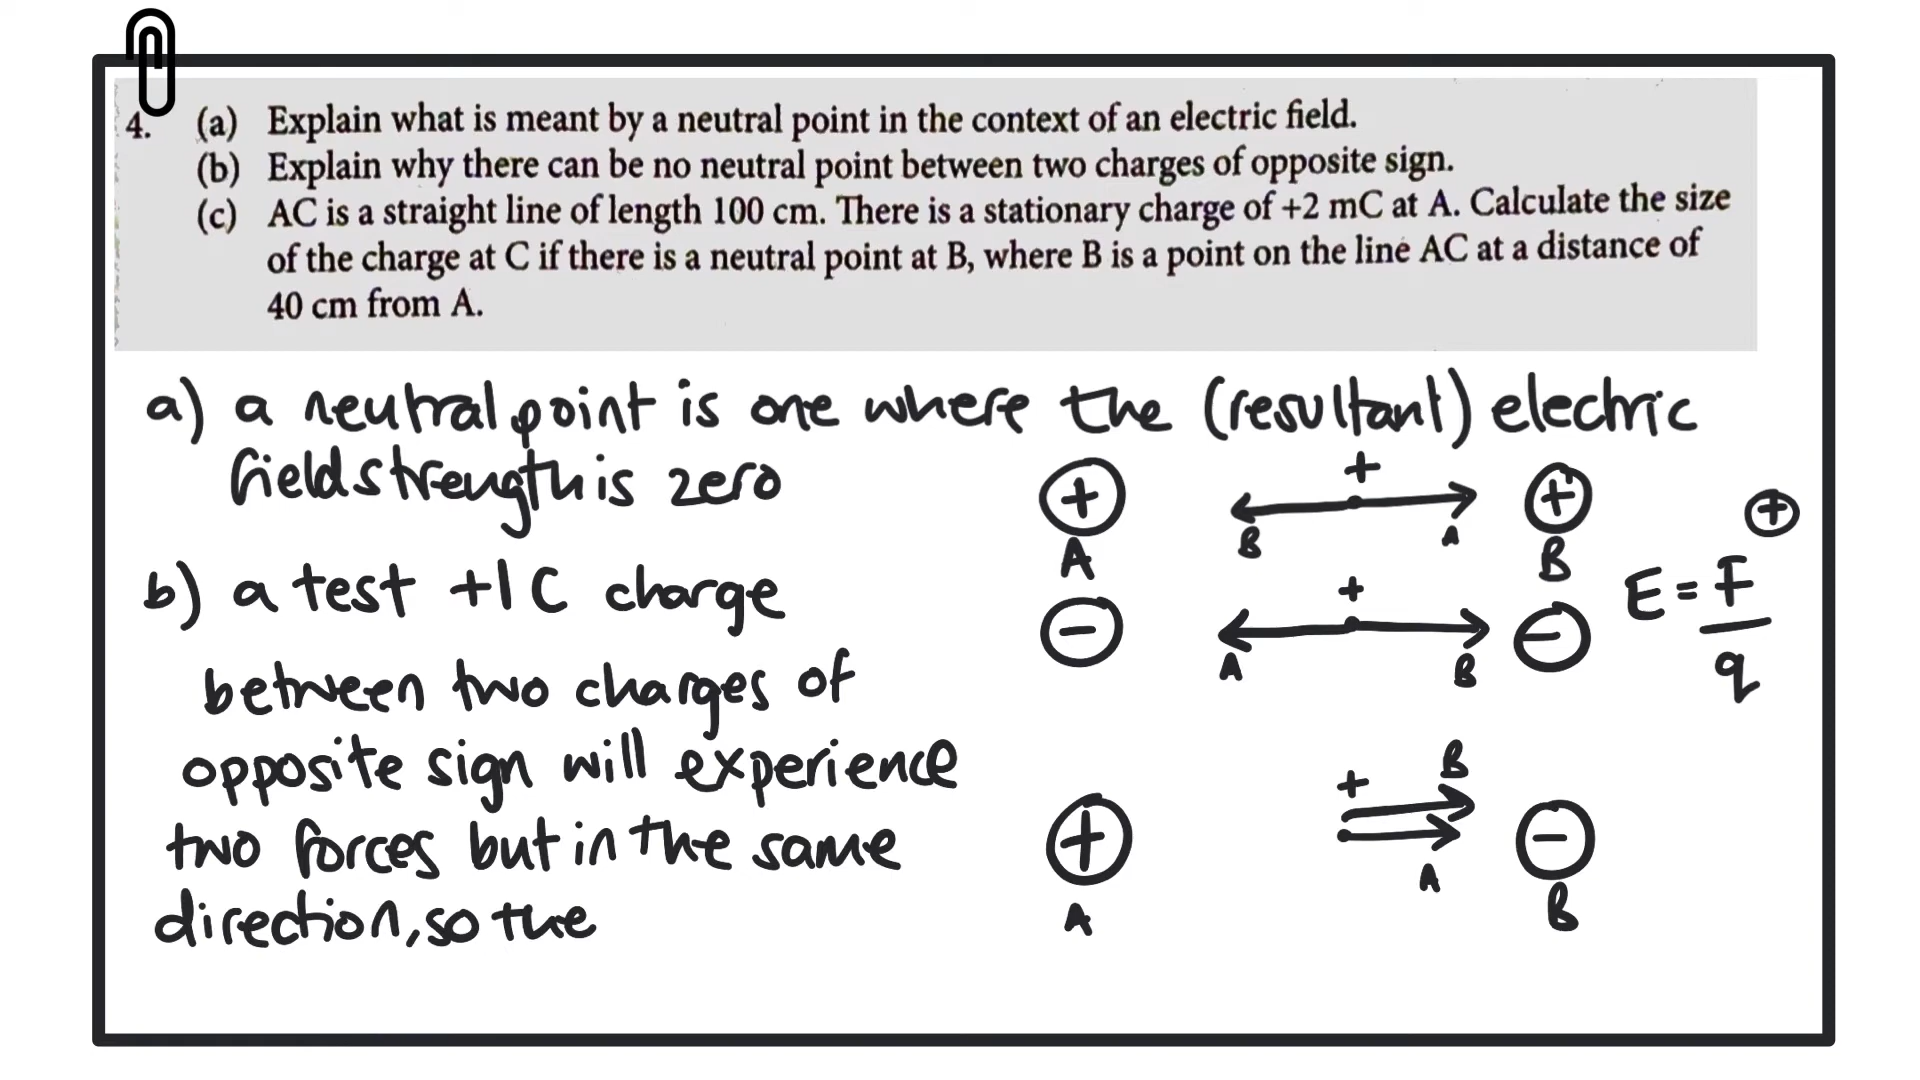 4. (a) Explain what is meant by a neutral point in the context of an electric field.
(b) Explain why there can be no neutral point between two charges of opposite sign.
(c) AC is a straight line of length 100 cm. There is a stationary charge of +2 mC at A. Calculate the size
of the charge at C if there is a neutral point at B, where B is a point on the line AC at a distance of
40 cm from A.
a) a neutral point is one where the (resultant) electric
field strength is zero
+ + +
B A
A B
+
b) a test +1 C charge
+
− −
A B
E = F
q
between two charges of
opposite sign will experience
two forces but in the same
direction, so the
+ B
+ −
A
A B